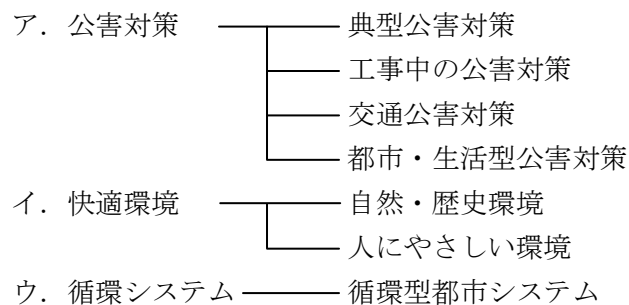 ア．公害対策 典型公害対策
工事中の公害対策
交通公害対策
都市・生活型公害対策
イ．快適環境 自然・歴史環境
人にやさしい環境
ウ．循環システム 循環型都市システム